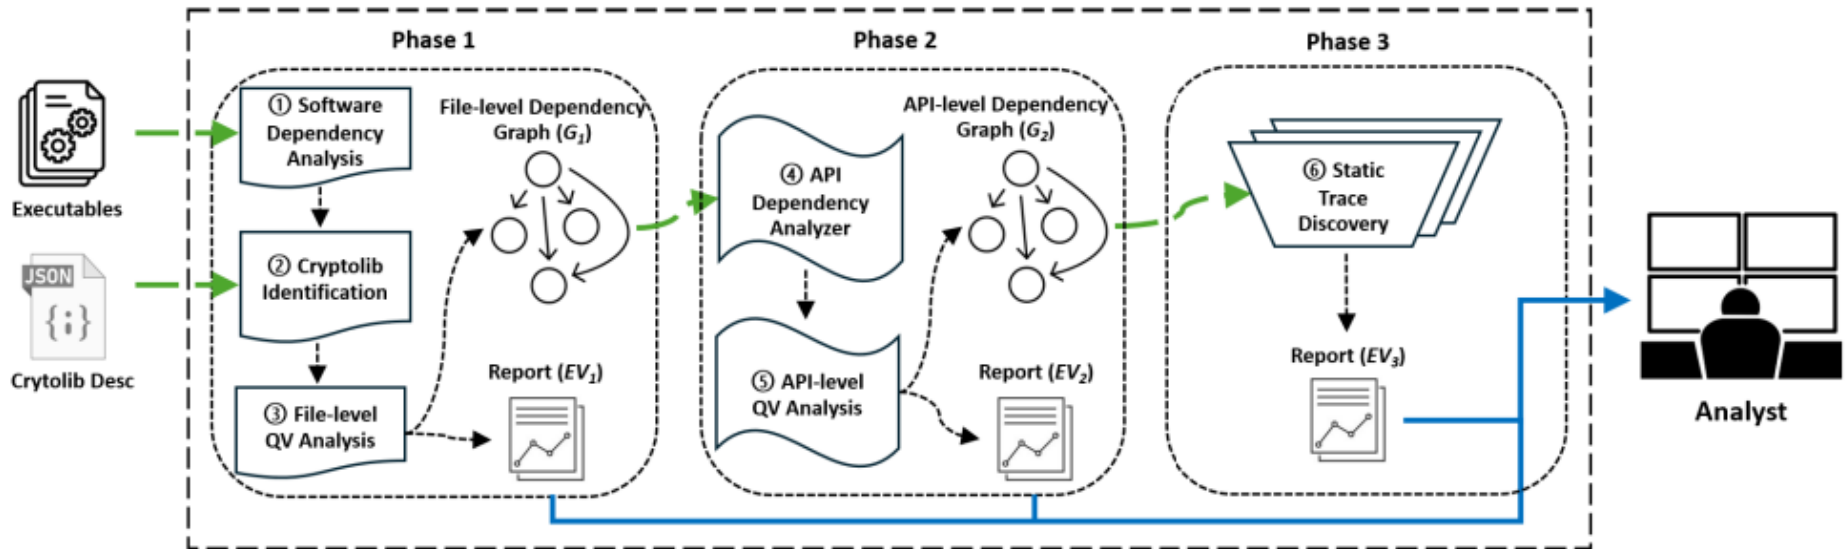 Phase 1
Phase 2
Phase 3
Executables
JSON
{;}
Crytolib Desc
① Software
Dependency
Analysis
② Cryptolib
Identification
③ File-level
QV Analysis
File-level Dependency
Graph (G₁)
Report (EV₁)
④ API
Dependency
Analyzer
⑤ API-level
QV Analysis
API-level Dependency
Graph (G₂)
Report (EV₂)
⑥ Static
Trace
Discovery
Report (EV₃)
Analyst